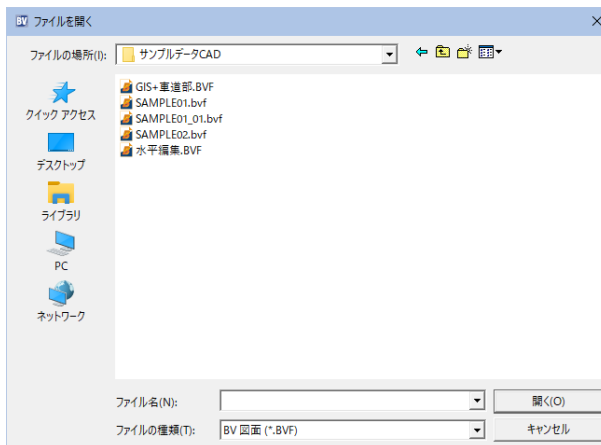 BV ファイルを開く
ファイルの場所(I):
サンプルデータCAD
クイック アクセス
デスクトップ
ライブラリ
PC
ネットワーク
GIS+車道部.BVF
SAMPLE01.bvf
SAMPLE01_01.bvf
SAMPLE02.bvf
水平編集.BVF
ファイル名(N):
開く(O)
ファイルの種類(T):
BV 図面 (*.BVF)
キャンセル